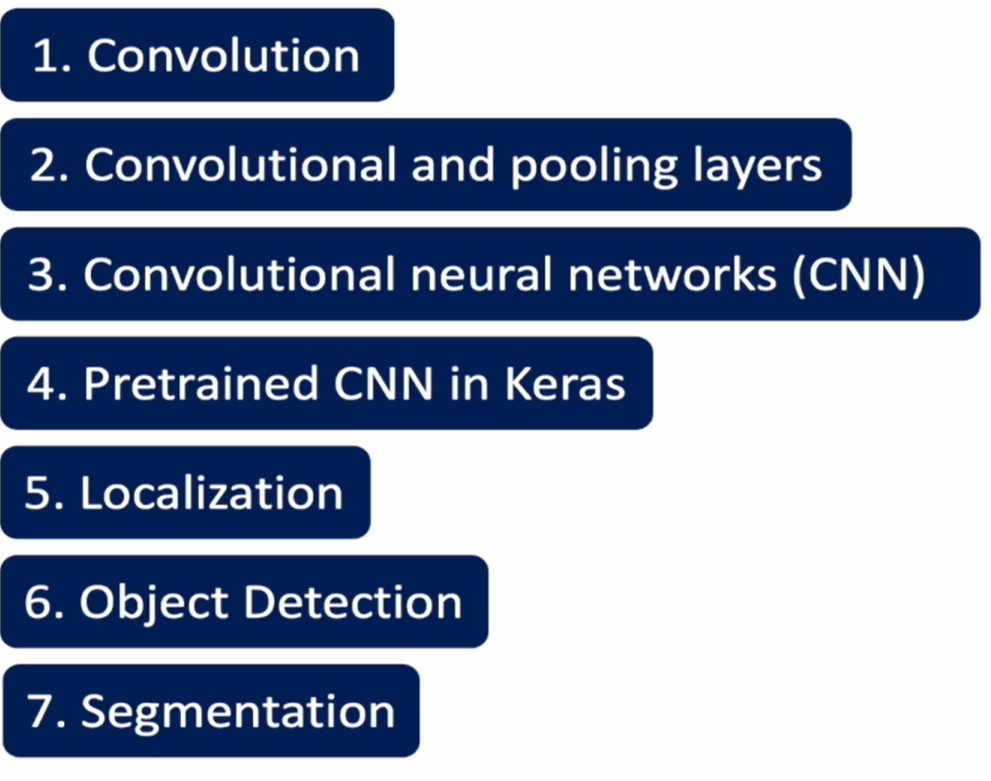 1. Convolution
2. Convolutional and pooling layers
3. Convolutional neural networks (CNN)
4. Pretrained CNN in Keras
5. Localization
6. Object Detection
7. Segmentation